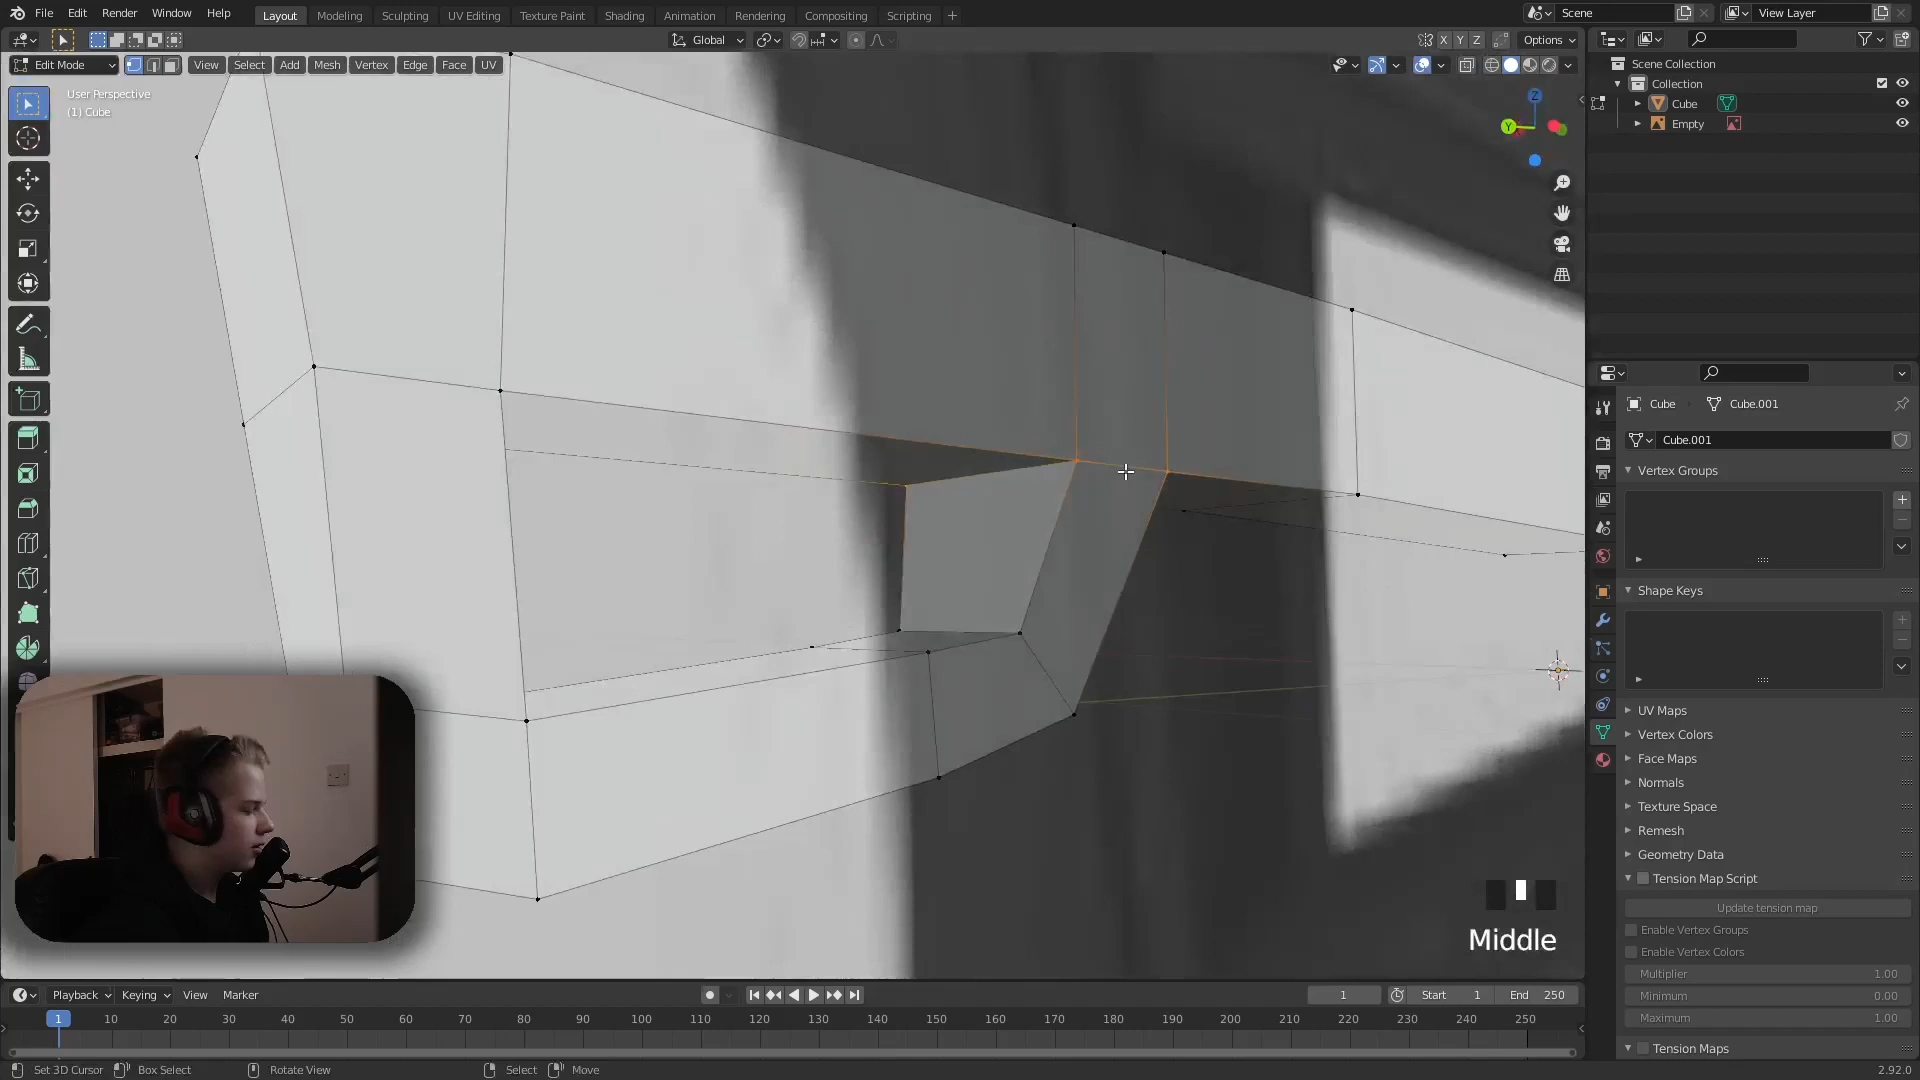 File Edit Render Window Help
Layout Modeling Sculpting UV Editing Texture Paint Shading Animation Rendering Compositing Scripting +
Scene
View Layer
Global
X Y Z
Options
Edit Mode
View Select Add Mesh Vertex Edge Face UV
User Perspective
(1) Cube
Z
Y
Scene Collection
Collection
Cube
Empty
Cube
Cube.001
Cube.001
Vertex Groups
Shape Keys
UV Maps
Vertex Colors
Face Maps
Normals
Texture Space
Remesh
Geometry Data
Tension Map Script
Update tension map
Enable Vertex Groups
Enable Vertex Colors
Multiplier 1.00
Minimum 0.00
Maximum 1.00
Tension Maps
Middle
Playback Keying View Marker
1
Start 1
End 250
1 10 20 30 40 50 60 70 80 90 100 110 120 130 140 150 160 170 180 190 200 210 220 230 240 250
Set 3D Cursor Box Select Rotate View Select Move
2.92.0